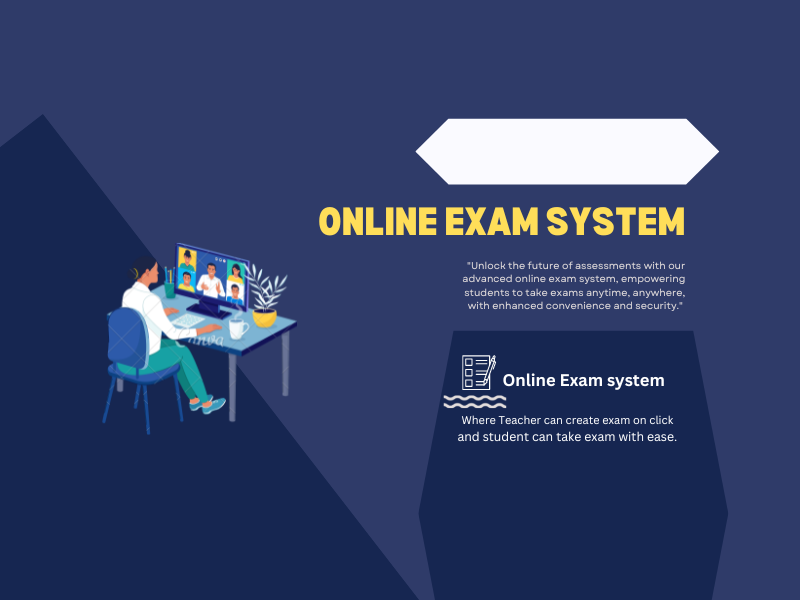 ONLINE EXAM SYSTEM
"Unlock the future of assessments with our
advanced online exam system, empowering
students to take exams anytime, anywhere,
with enhanced convenience and security."
Canva
Online Exam system
Where Teacher can create exam on click
and student can take exam with ease.